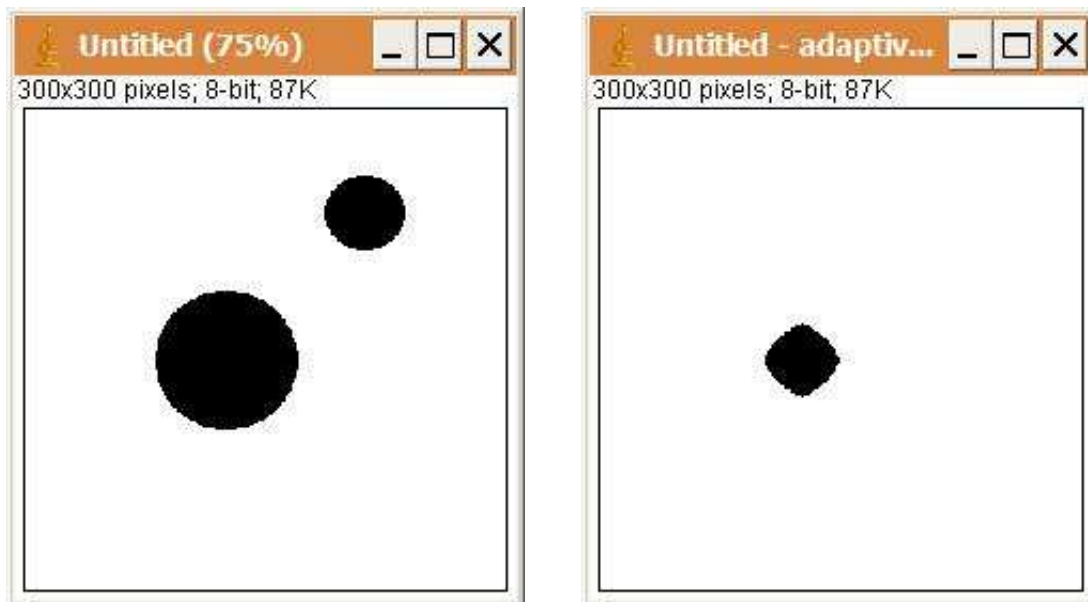 Untitled (75%)
300x300 pixels; 8-bit; 87K
Untitled - adaptiv...
300x300 pixels; 8-bit; 87K